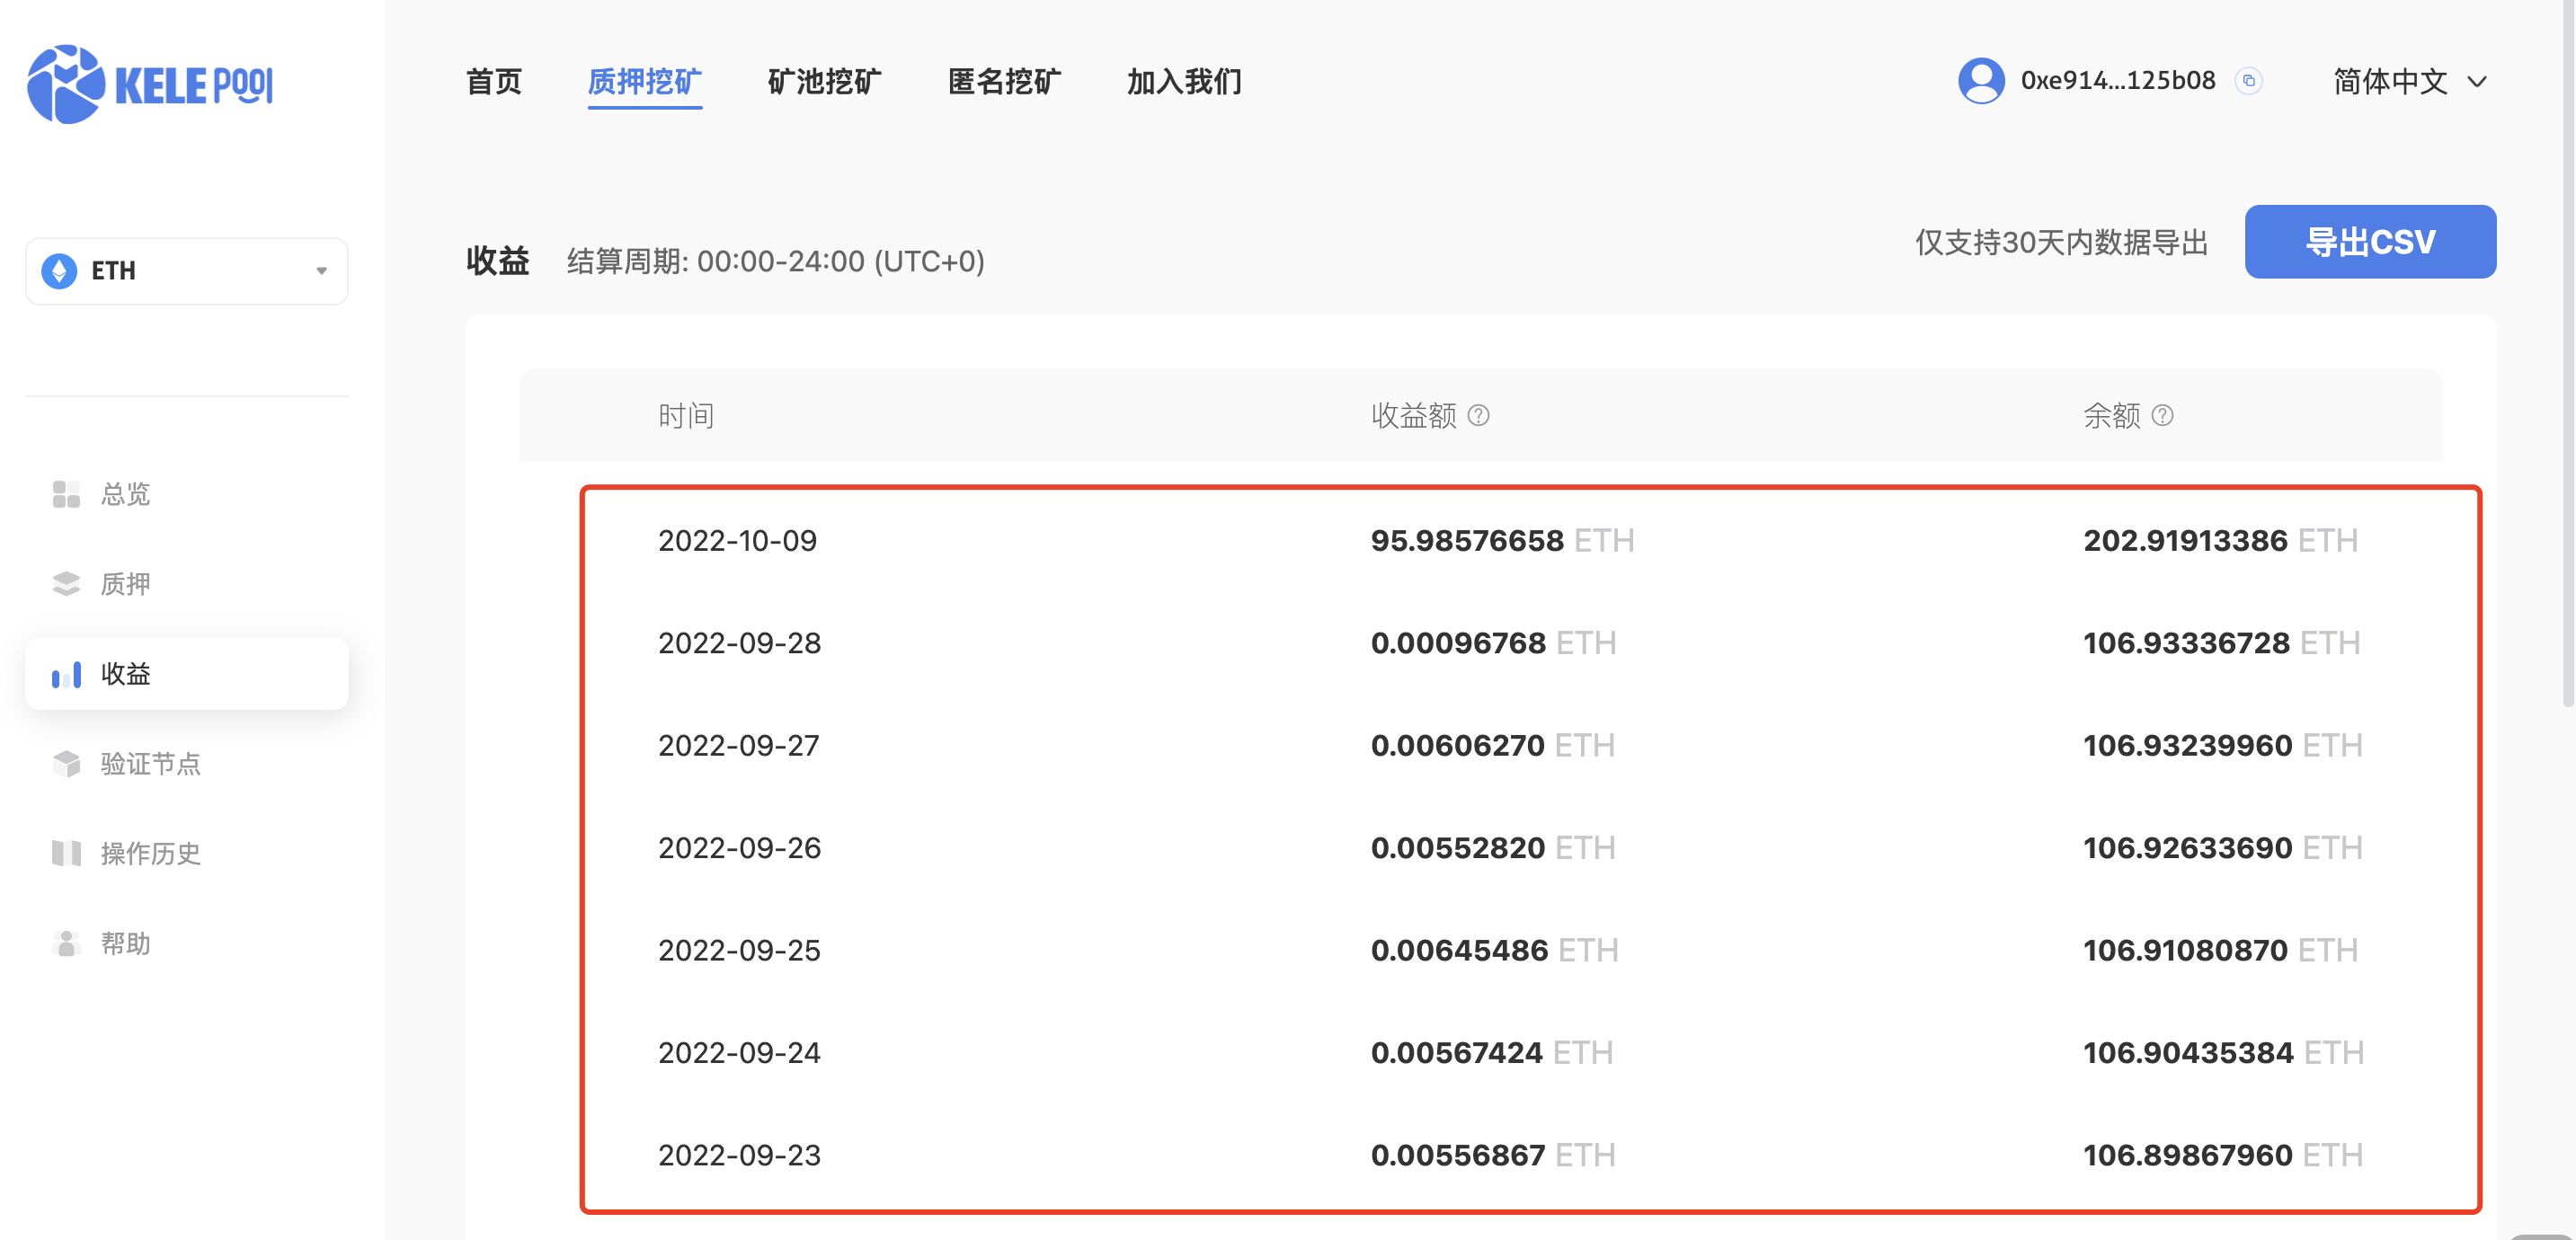 KELE POOL
首页 质押挖矿 矿池挖矿 匿名挖矿 加入我们 0xe914...125b08 简体中文
ETH
总览
质押
收益
验证节点
操作历史
帮助
收益 结算周期: 00:00-24:00 (UTC+0) 仅支持30天内数据导出 导出CSV
时间 收益额 余额
2022-10-09 95.98576658 ETH 202.91913386 ETH
2022-09-28 0.00096768 ETH 106.93336728 ETH
2022-09-27 0.00606270 ETH 106.93239960 ETH
2022-09-26 0.00552820 ETH 106.92633690 ETH
2022-09-25 0.00645486 ETH 106.91080870 ETH
2022-09-24 0.00567424 ETH 106.90435384 ETH
2022-09-23 0.00556867 ETH 106.89867960 ETH